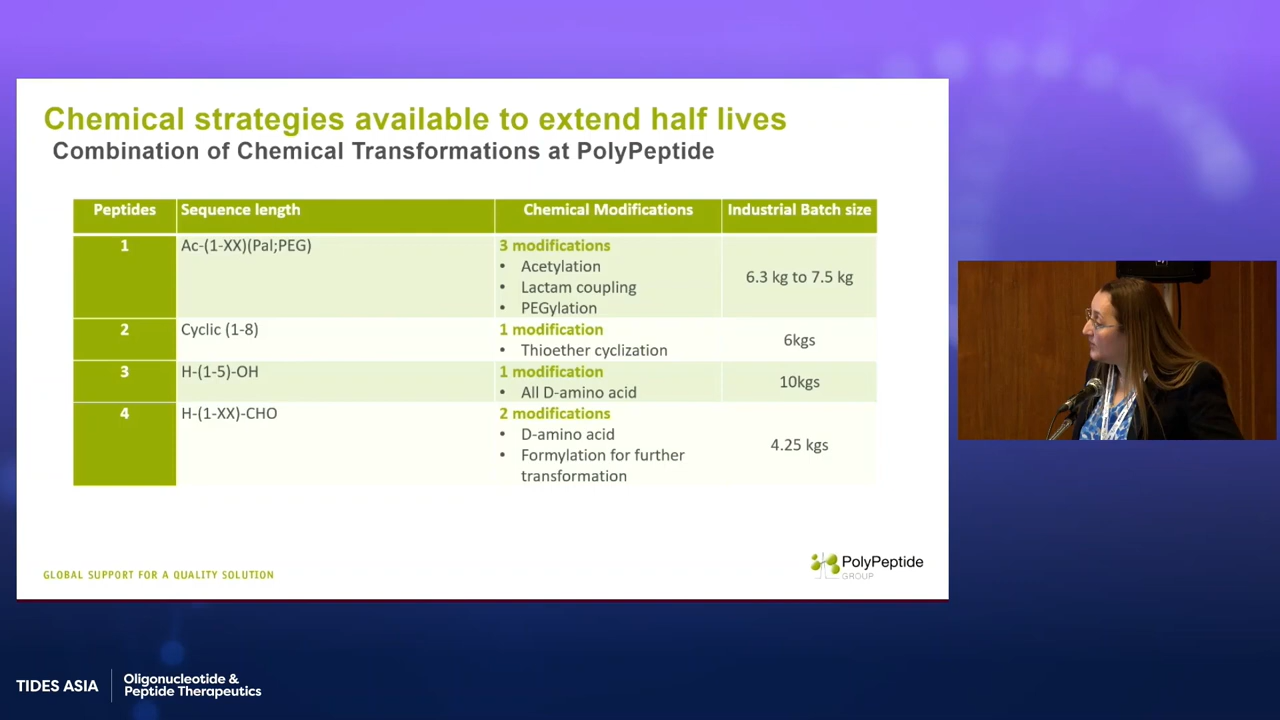 Chemical strategies available to extend half lives
Combination of Chemical Transformations at PolyPeptide
Peptides Sequence length Chemical Modifications Industrial Batch size
1 Ac-(1-XX)(Pal;PEG) 3 modifications
• Acetylation
• Lactam coupling
• PEGylation
6.3 kg to 7.5 kg
2 Cyclic (1-8) 1 modification
• Thioether cyclization
6kgs
3 H-(1-5)-OH 1 modification
• All D-amino acid
10kgs
4 H-(1-XX)-CHO 2 modifications
• D-amino acid
• Formylation for further
transformation
4.25 kgs
GLOBAL SUPPORT FOR A QUALITY SOLUTION
PolyPeptide
GROUP
TIDES ASIA
Oligonucleotide &
Peptide Therapeutics